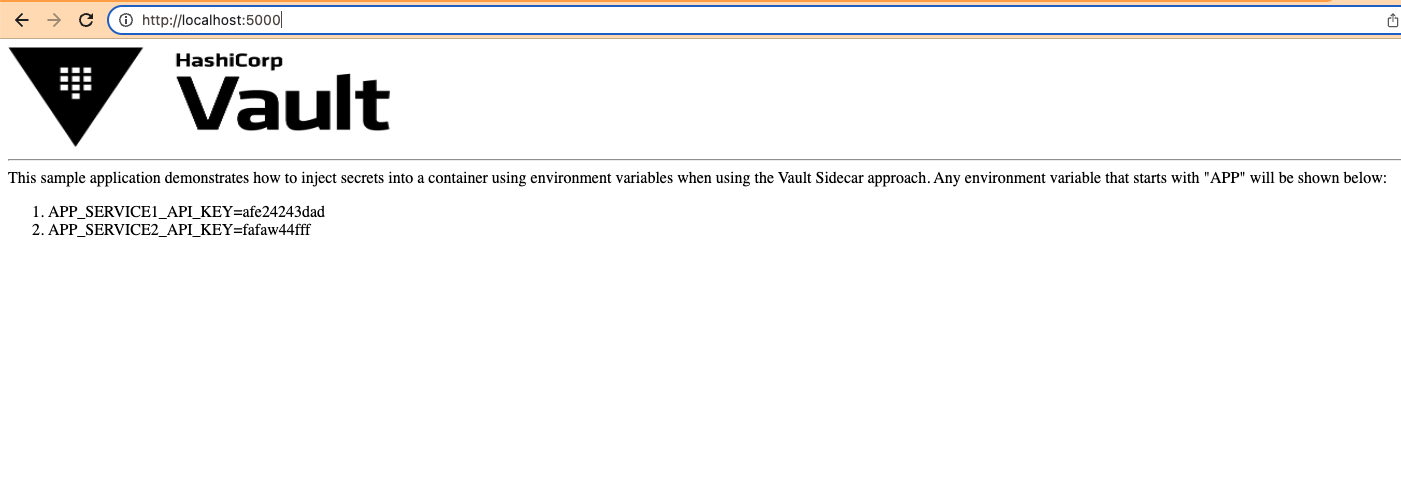 http://localhost:5000
HashiCorp
Vault
This sample application demonstrates how to inject secrets into a container using environment variables when using the Vault Sidecar approach. Any environment variable that starts with "APP" will be shown below:
1. APP_SERVICE1_API_KEY=afe24243dad
2. APP_SERVICE2_API_KEY=fafaw44fff